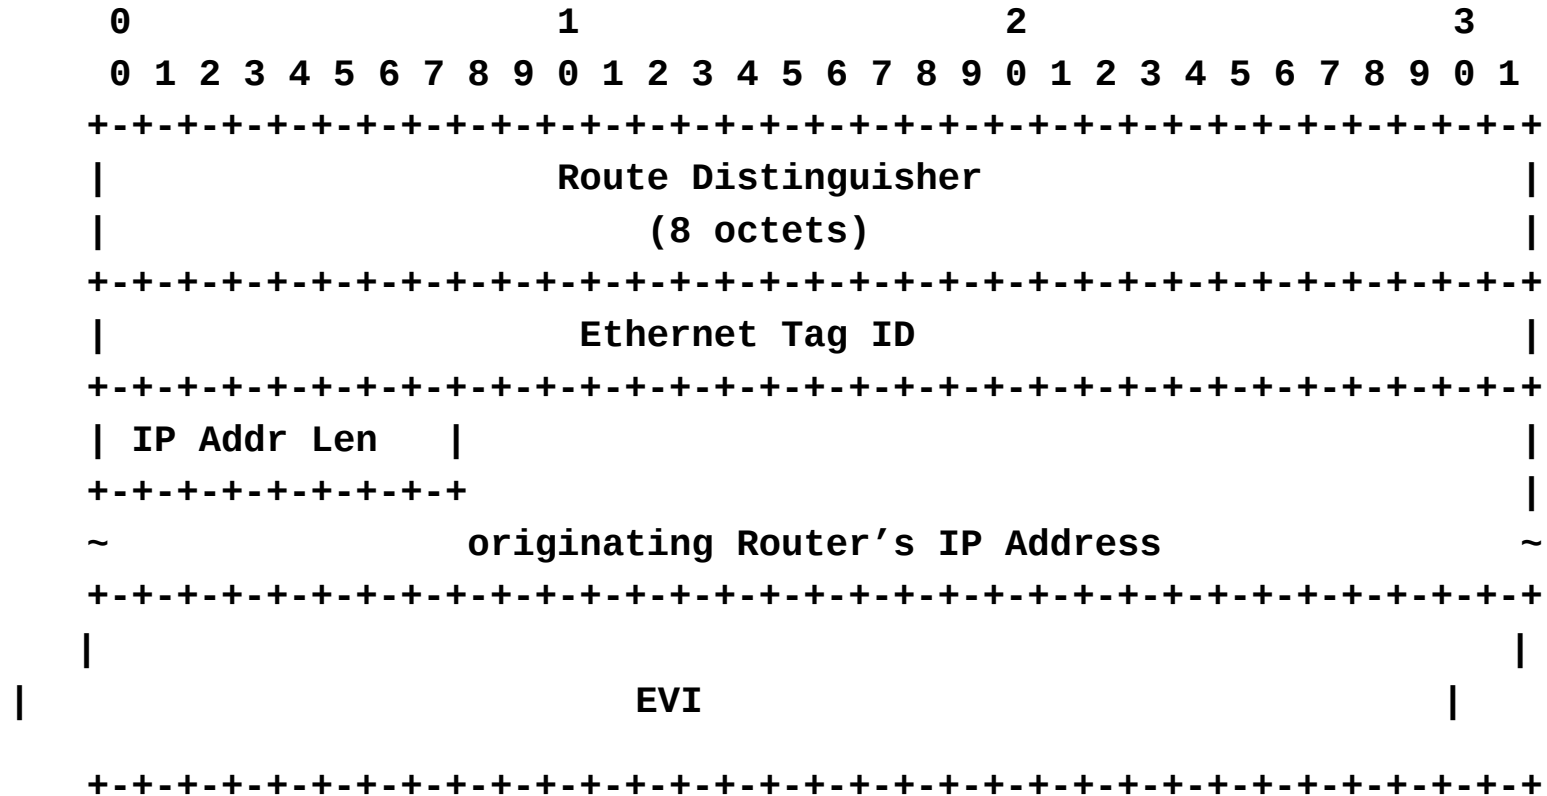 0                   1                   2                   3
0 1 2 3 4 5 6 7 8 9 0 1 2 3 4 5 6 7 8 9 0 1 2 3 4 5 6 7 8 9 0 1
+-+-+-+-+-+-+-+-+-+-+-+-+-+-+-+-+-+-+-+-+-+-+-+-+-+-+-+-+-+-+-+-+
|                    Route Distinguisher                        |
|                        (8 octets)                             |
+-+-+-+-+-+-+-+-+-+-+-+-+-+-+-+-+-+-+-+-+-+-+-+-+-+-+-+-+-+-+-+-+
|                     Ethernet Tag ID                           |
+-+-+-+-+-+-+-+-+-+-+-+-+-+-+-+-+-+-+-+-+-+-+-+-+-+-+-+-+-+-+-+-+
| IP Addr Len   |                                               |
+-+-+-+-+-+-+-+-+                                               |
~                originating Router’s IP Address                ~
+-+-+-+-+-+-+-+-+-+-+-+-+-+-+-+-+-+-+-+-+-+-+-+-+-+-+-+-+-+-+-+-+
|                                                               |
|                           EVI                                 |
+-+-+-+-+-+-+-+-+-+-+-+-+-+-+-+-+-+-+-+-+-+-+-+-+-+-+-+-+-+-+-+-+